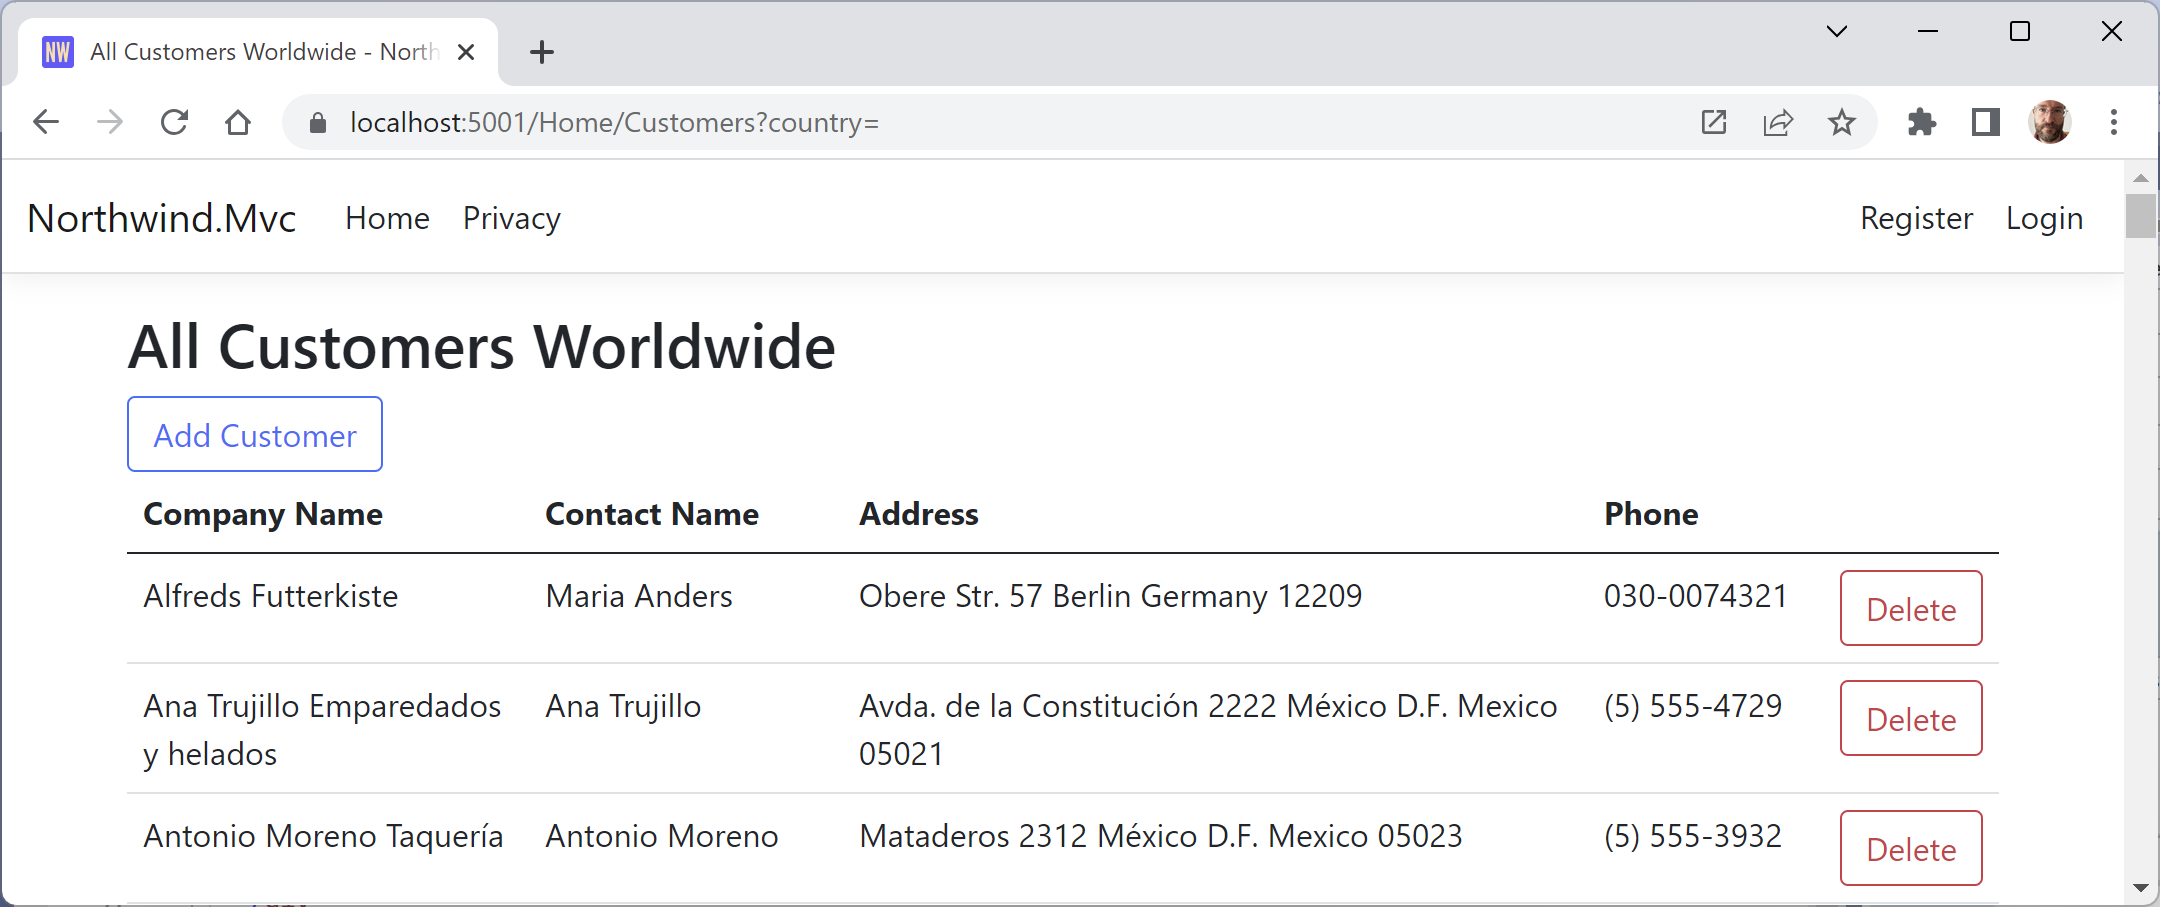 NW All Customers Worldwide - North
localhost:5001/Home/Customers?country=
Northwind.Mvc Home Privacy Register Login
All Customers Worldwide
Add Customer
Company Name Contact Name Address Phone
Alfreds Futterkiste Maria Anders Obere Str. 57 Berlin Germany 12209 030-0074321 Delete
Ana Trujillo Emparedados Ana Trujillo Avda. de la Constitución 2222 México D.F. Mexico (5) 555-4729 Delete
y helados 05021
Antonio Moreno Taquería Antonio Moreno Mataderos 2312 México D.F. Mexico 05023 (5) 555-3932 Delete